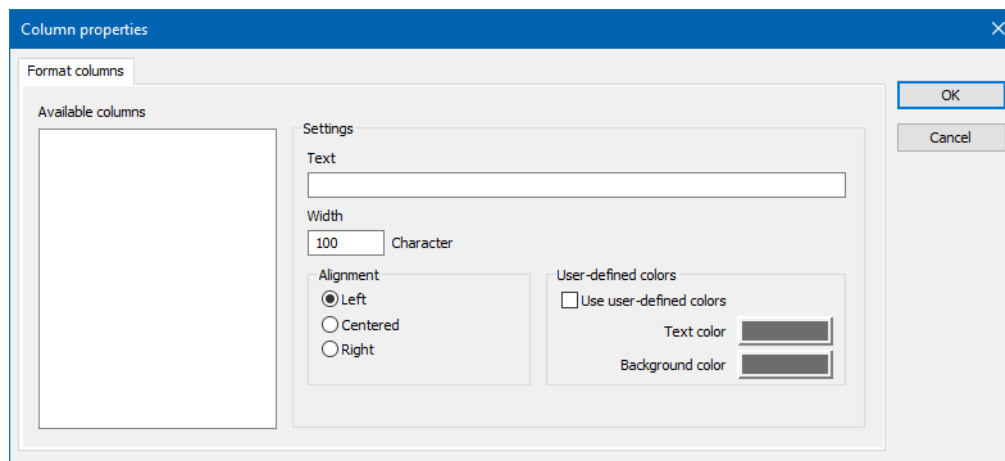 Column properties
Format columns
OK
Available columns
Cancel
Settings
Text
Width
100 Character
Alignment
User-defined colors
Left
Use user-defined colors
Centered
Text color
Right
Background color